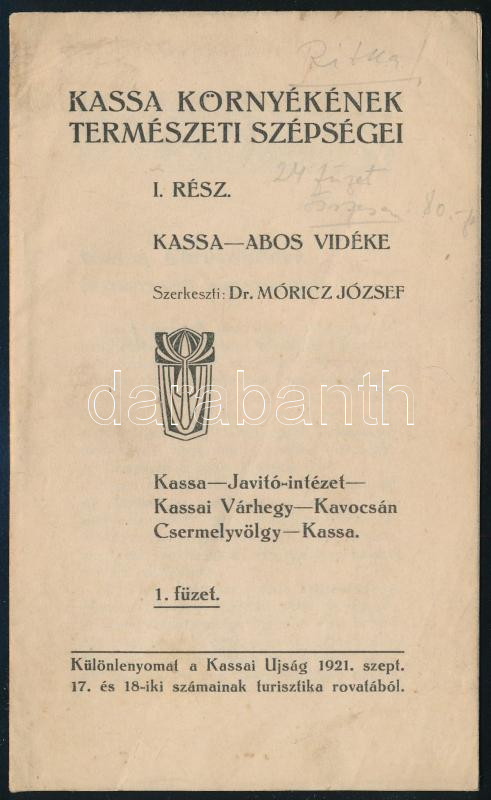 Ritka!
KASSA KÖRNYÉKÉNEK
TERMÉSZETI SZÉPSÉGEI
24 füzet
összesen: 80.-
I. RÉSZ.
KASSA—ABOS VIDÉKE
Szerkeszti: Dr. MÓRICZ JÓZSEF
darabanth
Kassa—Javitó-intézet—
Kassai Várhegy—Kavocsán
Csermelyvölgy—Kassa.
1. füzet.
Különlenyomat a Kassai Ujság 1921. szept.
17. és 18-iki számainak turisztika rovatából.